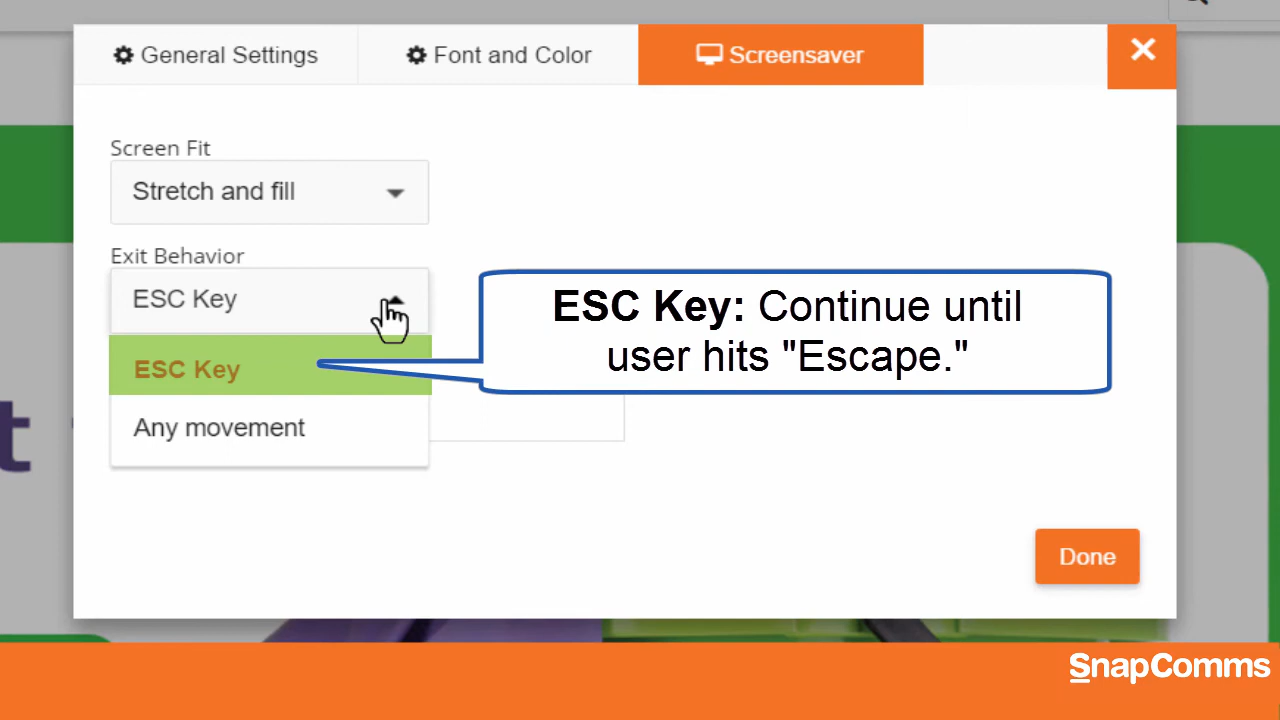 General Settings
Font and Color
Screensaver
Screen Fit
Stretch and fill
Exit Behavior
ESC Key
ESC Key
Any movement
ESC Key: Continue until
user hits "Escape."
Done
SnapComms